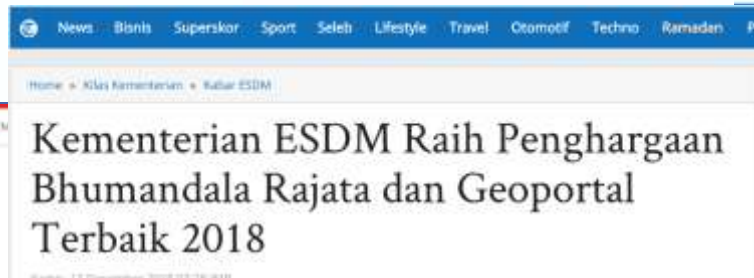 News Bisnis Superskor Sport Seleb Lifestyle Travel Otomotif Techno Ramadan
Home » Kilas Kementerian » Kabar ESDM
Kementerian ESDM Raih Penghargaan
Bhumandala Rajata dan Geoportal
Terbaik 2018